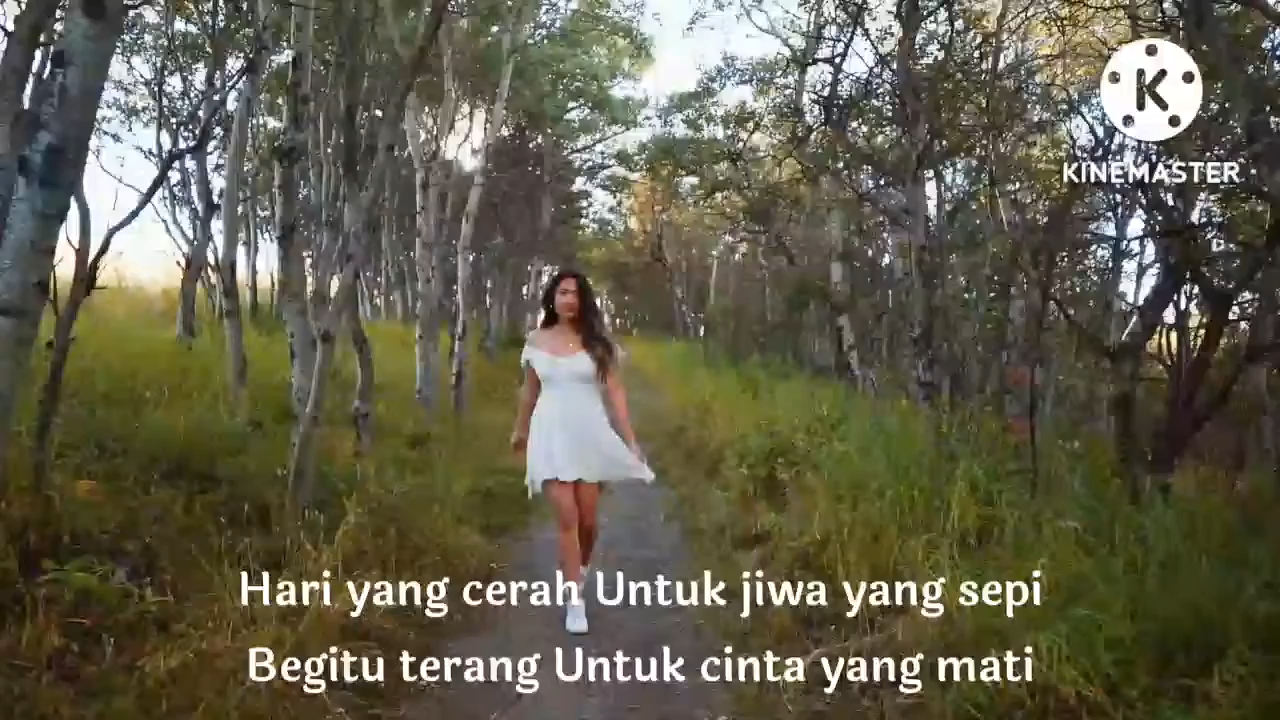 K
KINEMASTER
Hari yang cerah Untuk jiwa yang sepi
Begitu terang Untuk cinta yang mati